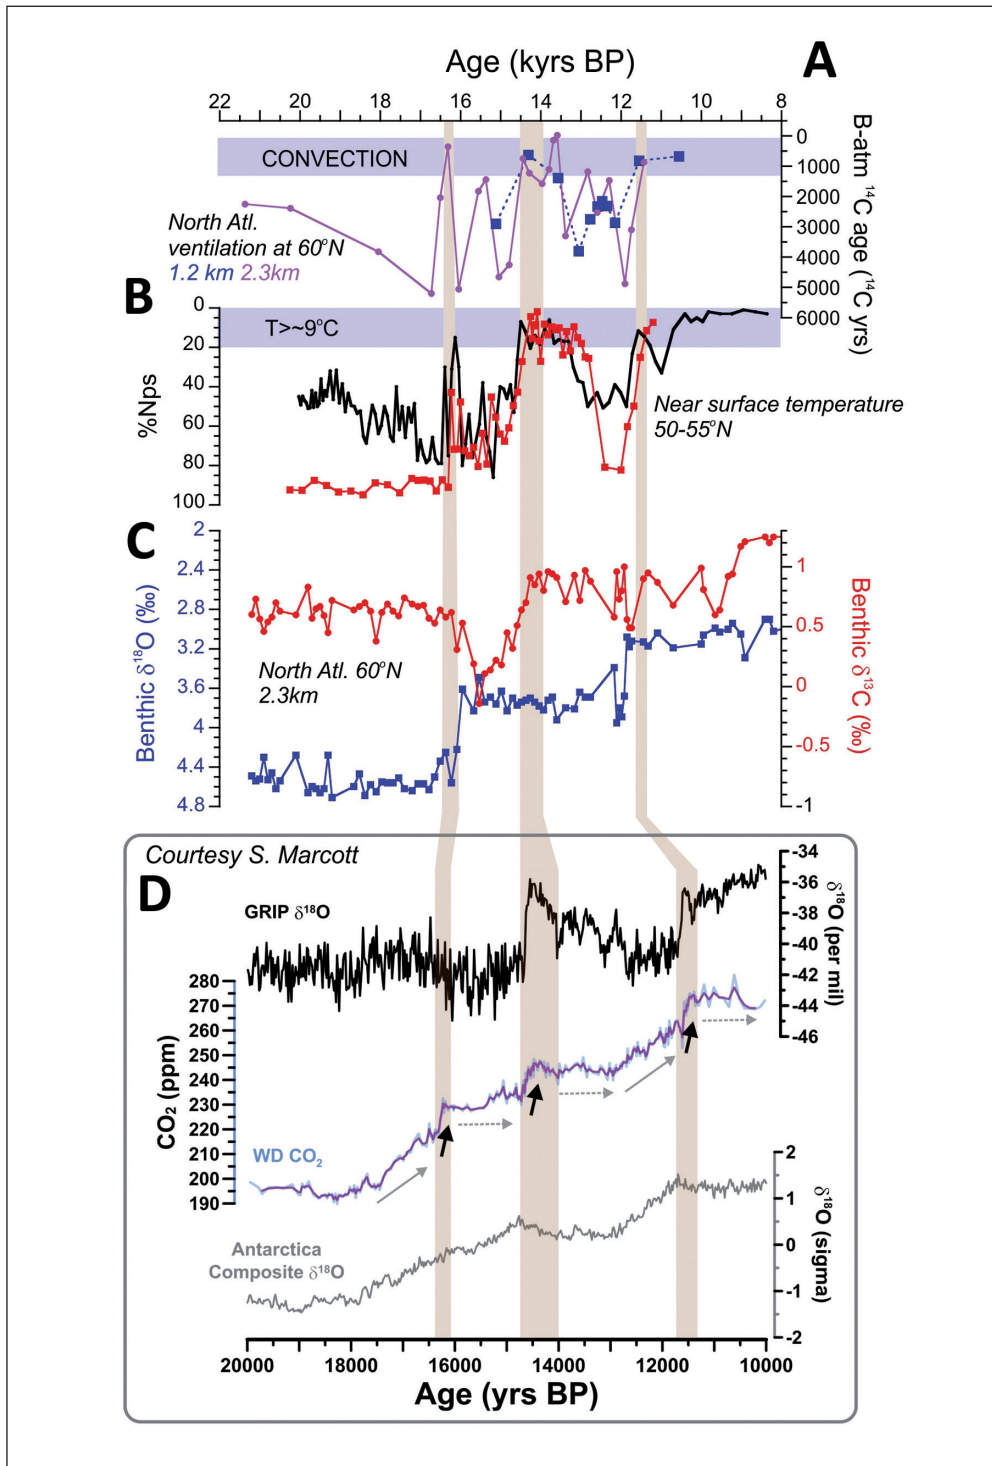 A
Age (kyrs BP)
22 20 18 16 14 12 10 8
CONVECTION
North Atl.
ventilation at 60°N
1.2 km 2.3km
0
1000
2000
3000
4000
5000
6000
B-atm ¹⁴C age (¹⁴C yrs)
B
0
20
40
60
80
100
%Nps
T>~9°C
Near surface temperature
50-55°N
C
2
2.4
2.8
3.2
3.6
4
4.4
4.8
Benthic δ¹⁸O (‰)
North Atl. 60°N
2.3km
1
0.5
0
-0.5
-1
Benthic δ¹³C (‰)
Courtesy S. Marcott
D
GRIP δ¹⁸O
-34
-36
-38
-40
-42
-44
-46
δ¹⁸O (per mil)
280
270
260
250
240
230
220
210
200
190
CO₂ (ppm)
WD CO₂
Antarctica
Composite δ¹⁸O
2
1
0
-1
-2
δ¹⁸O (sigma)
20000 18000 16000 14000 12000 10000
Age (yrs BP)